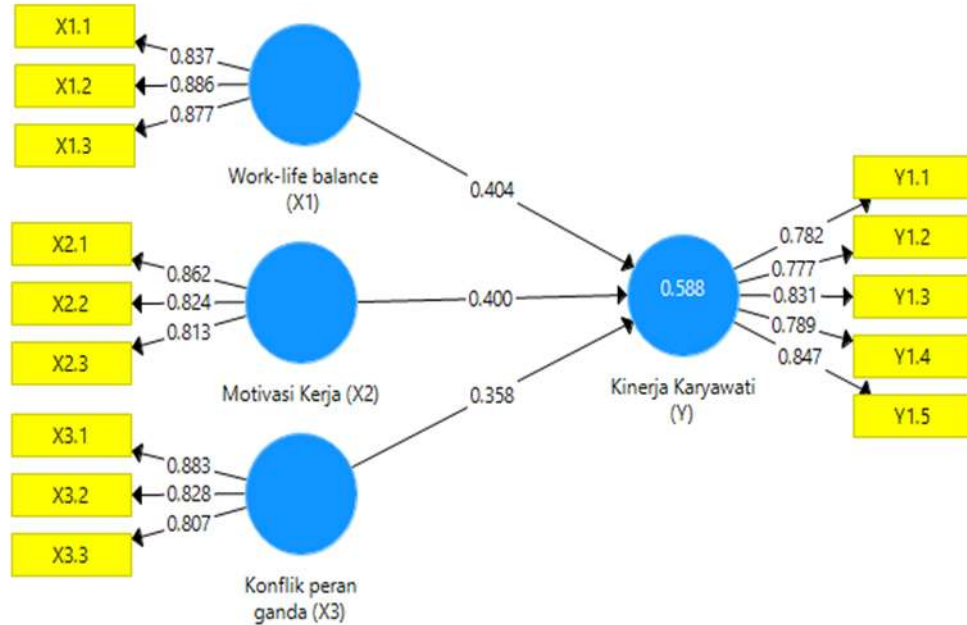 X1.1
0.837
X1.2
0.886
X1.3
0.877
Work-life balance
(X1)
0.404
X2.1
0.862
X2.2
0.824
X2.3
0.813
Motivasi Kerja (X2)
0.400
X3.1
0.883
X3.2
0.828
X3.3
0.807
Konflik peran
ganda (X3)
0.358
0.588
Kinerja Karyawati
(Y)
Y1.1
0.782
Y1.2
0.777
Y1.3
0.831
Y1.4
0.789
Y1.5
0.847